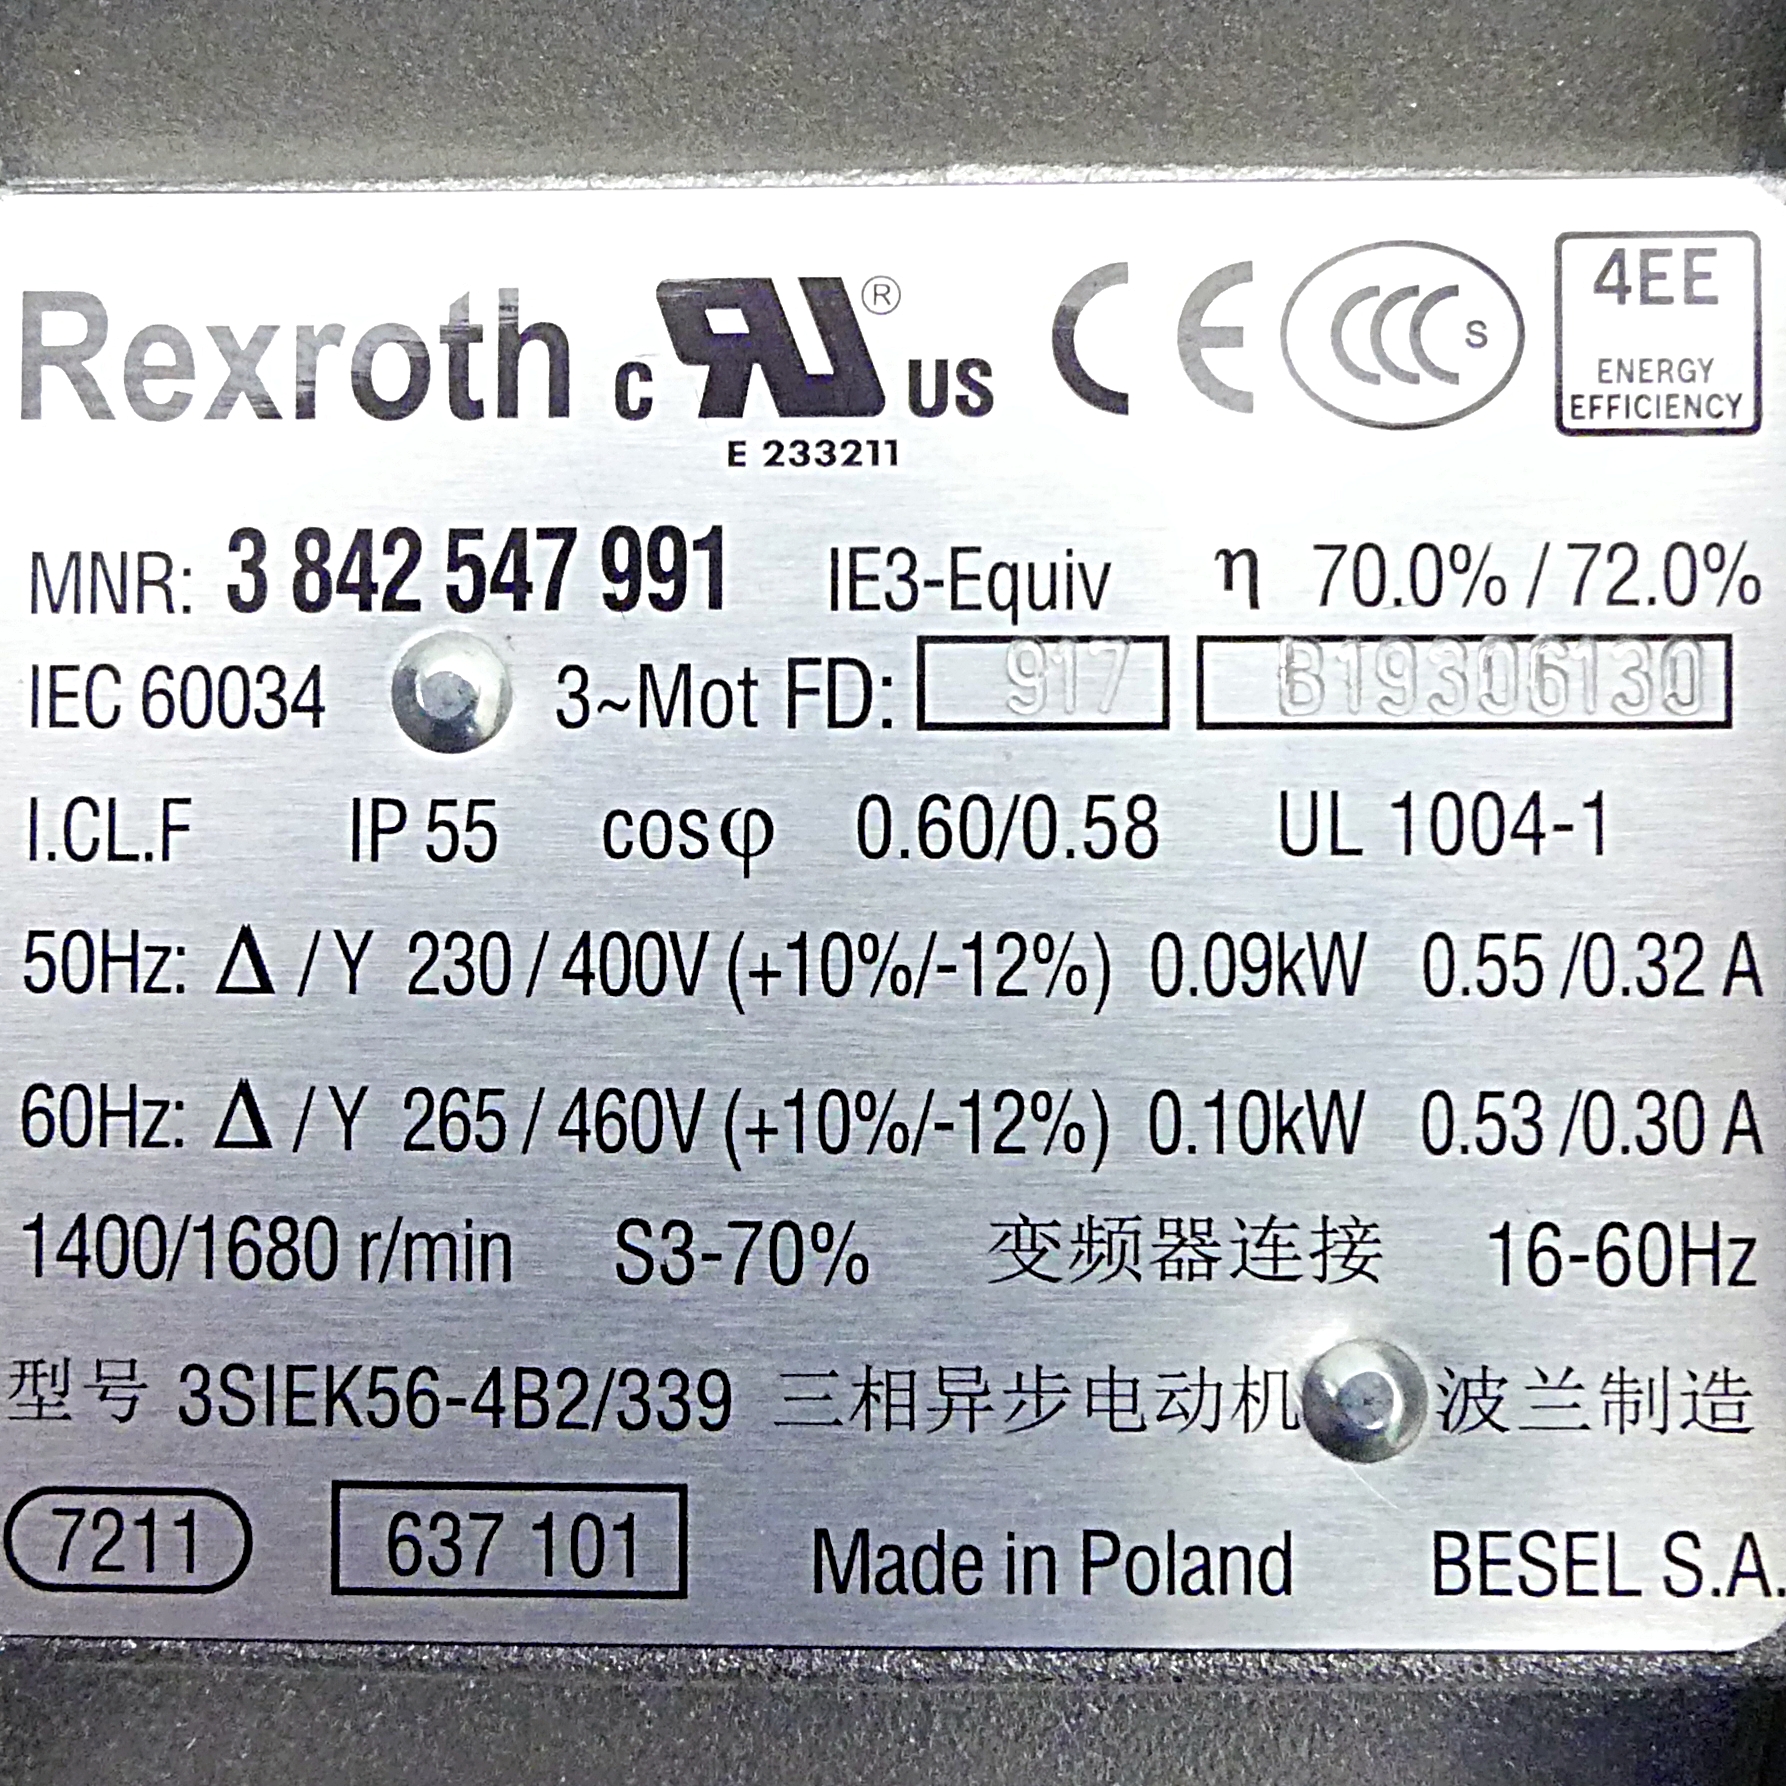 Rexroth c RU ® US CE CCC S 4EE
ENERGY
EFFICIENCY
E 233211
MNR: 3 842 547 991 IE3-Equiv η 70.0% / 72.0%
IEC 60034 3~Mot FD: 917 B19306130
I.CL.F IP 55 cosφ 0.60/0.58 UL 1004-1
50Hz: Δ / Y 230 / 400V (+10%/-12%) 0.09kW 0.55 /0.32 A
60Hz: Δ / Y 265 / 460V (+10%/-12%) 0.10kW 0.53 /0.30 A
1400/1680 r/min S3-70% 变频器连接 16-60Hz
型号 3SIEK56-4B2/339 三相异步电动机 波兰制造
7211 637 101 Made in Poland BESEL S.A.